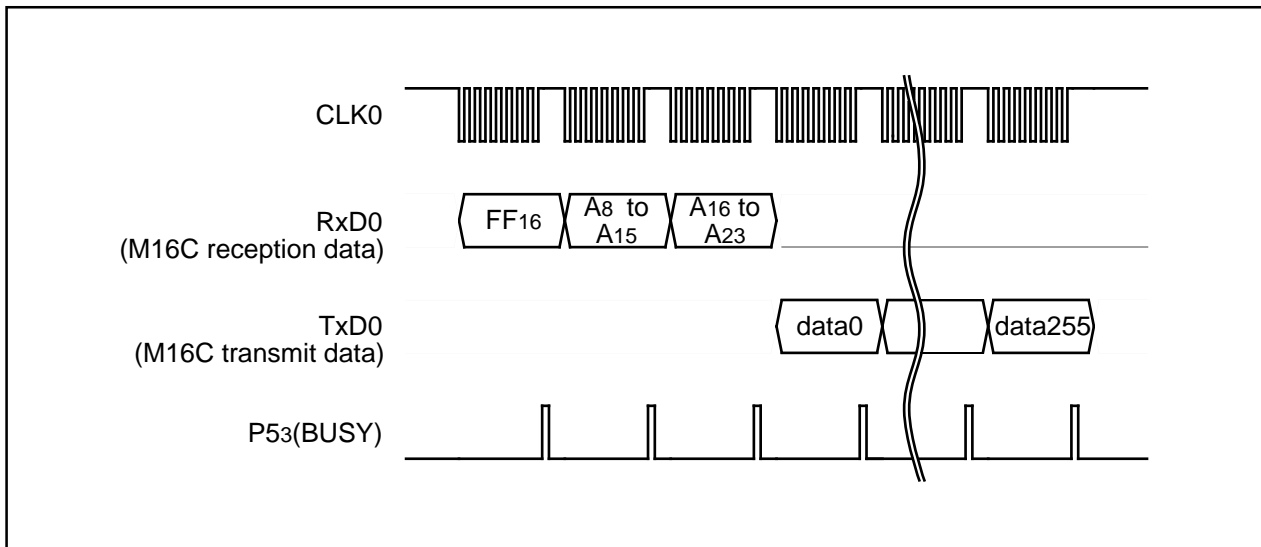 CLK0
RxD0
(M16C reception data)
FF16
A8 to
A15
A16 to
A23
TxD0
(M16C transmit data)
data0
data255
P53(BUSY)